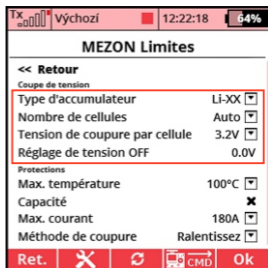 Tx Výchozí 12:22:18 64%
MEZON Limites
<< Retour
Coupe de tension
Type d'accumulateur Li-XX
Nombre de cellules Auto
Tension de coupure par cellule 3.2V
Réglage de tension OFF 0.0V
Protections
Max. température 100°C
Capacité ✖
Max. courant 180A
Méthode de coupure Ralentissez
Ret. CMD Ok